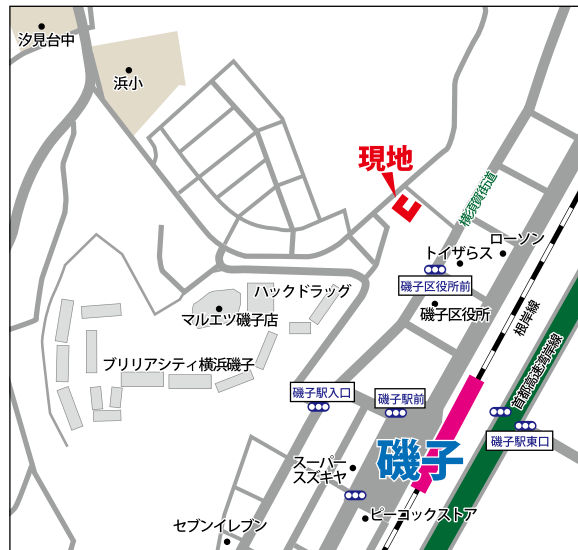 汐見台中
浜小
現地
横須賀街道
ローソン
トイザらス
磯子区役所前
磯子区役所
根岸線
首都高速湾岸線
ハックドラッグ
マルエツ磯子店
ブリリアシティ横浜磯子
磯子駅入口
磯子駅前
磯子駅東口
磯子
スーパー
スズキヤ
ピーコックストア
セブンイレブン